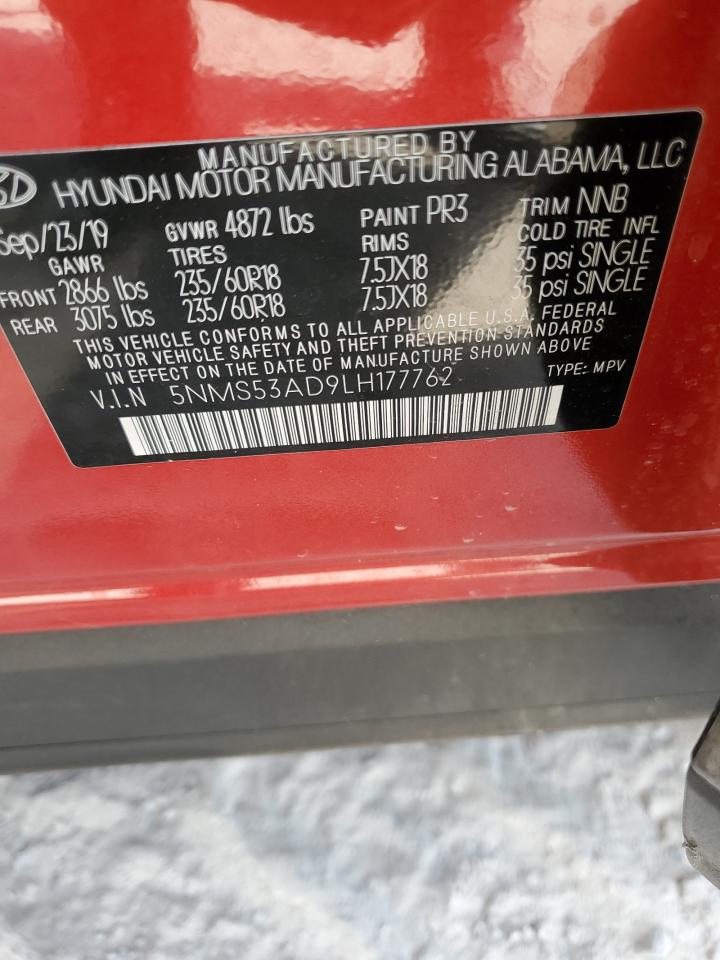 MANUFACTURED BY
HYUNDAI MOTOR MANUFACTURING ALABAMA, LLC
Sep/23/19 GVWR 4872 lbs PAINT PR3 TRIM NNB
GAWR TIRES RIMS COLD TIRE INFL
FRONT 2866 lbs 235/60R18 7.5JX18 35 psi SINGLE
REAR 3075 lbs 235/60R18 7.5JX18 35 psi SINGLE
THIS VEHICLE CONFORMS TO ALL APPLICABLE U.S.A. FEDERAL
MOTOR VEHICLE SAFETY AND THEFT PREVENTION STANDARDS
IN EFFECT ON THE DATE OF MANUFACTURE SHOWN ABOVE
V.I.N 5NMS53AD9LH177762 TYPE: MPV